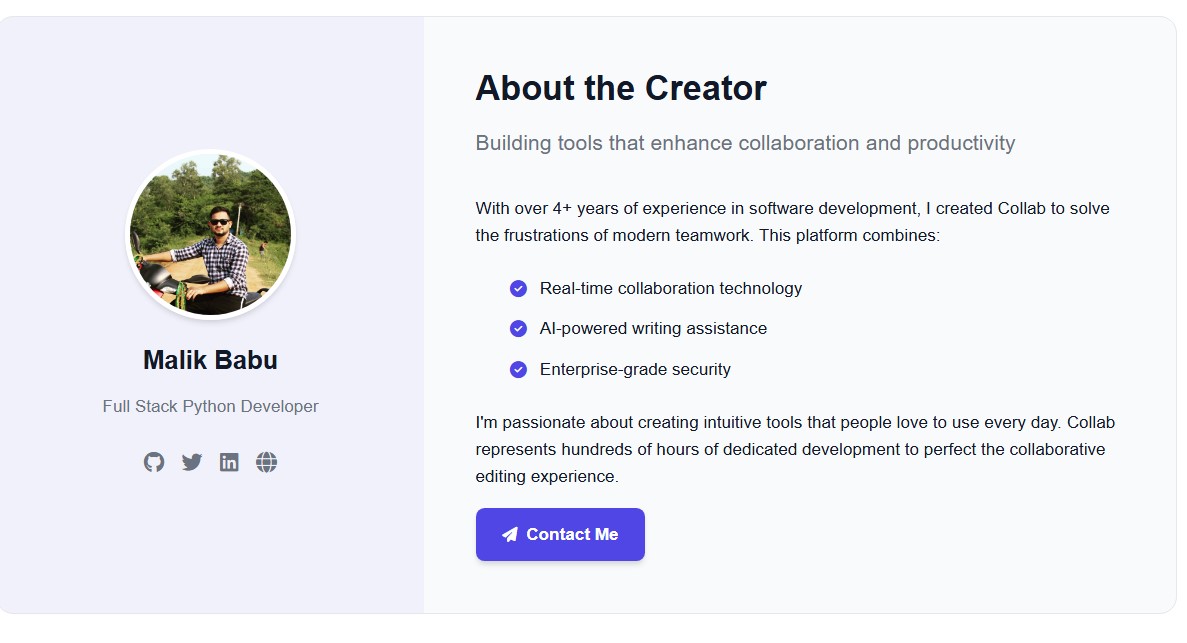 Malik Babu
Full Stack Python Developer
About the Creator
Building tools that enhance collaboration and productivity
With over 4+ years of experience in software development, I created Collab to solve
the frustrations of modern teamwork. This platform combines:
Real-time collaboration technology
AI-powered writing assistance
Enterprise-grade security
I'm passionate about creating intuitive tools that people love to use every day. Collab
represents hundreds of hours of dedicated development to perfect the collaborative
editing experience.
Contact Me